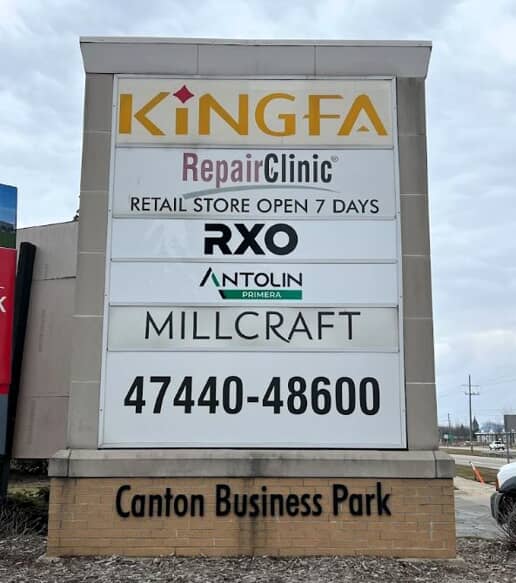 KiNGFA
RepairClinic®
RETAIL STORE OPEN 7 DAYS
RXO
ANTOLIN
PRIMERA
MILLCRAFT
47440-48600
Canton Business Park
K